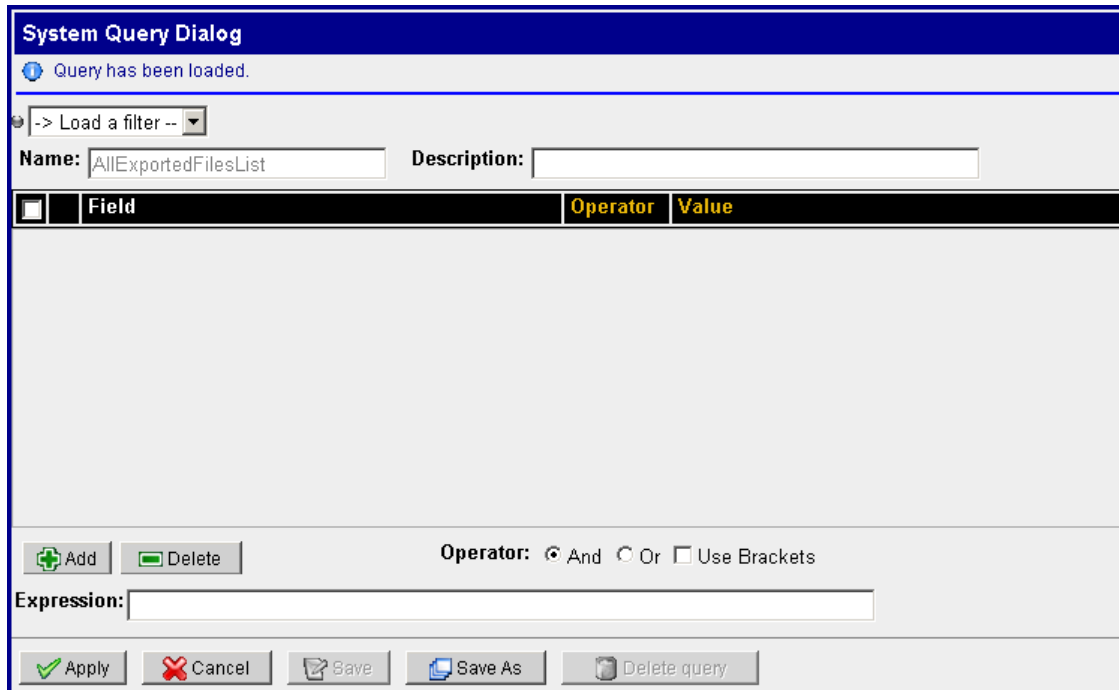 System Query Dialog
Query has been loaded.
-> Load a filter --
Name: AllExportedFilesList Description:
Field Operator Value
Add Delete Operator: And Or Use Brackets
Expression:
Apply Cancel Save Save As Delete query